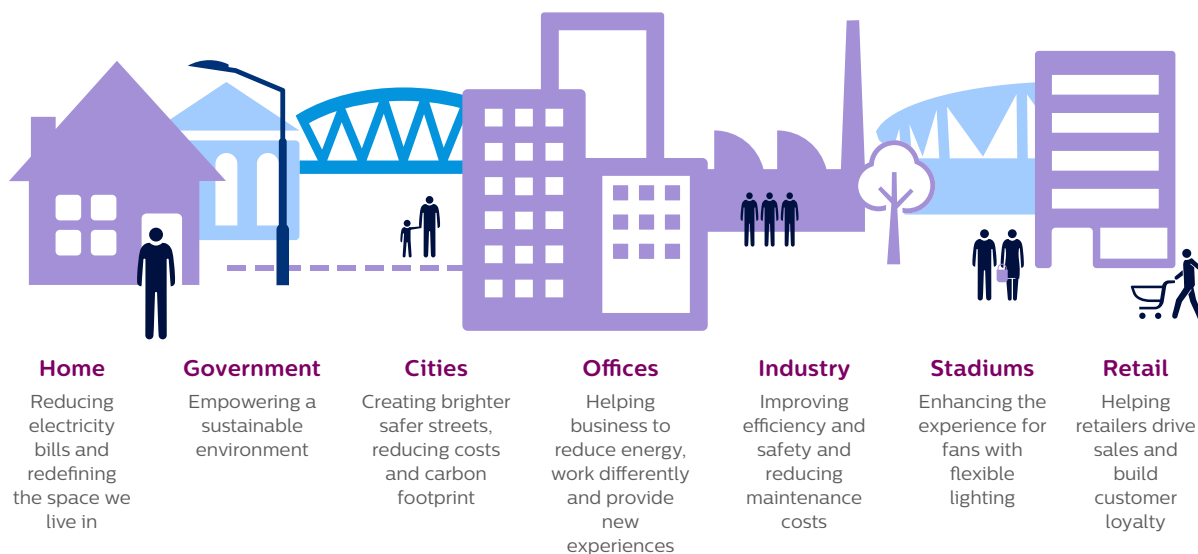 Home
Reducing
electricity
bills and
redefining
the space we
live in
Government
Empowering a
sustainable
environment
Cities
Creating brighter
safer streets,
reducing costs
and carbon
footprint
Offices
Helping
business to
reduce energy,
work differently
and provide
new
experiences
Industry
Improving
efficiency and
safety and
reducing
maintenance
costs
Stadiums
Enhancing the
experience for
fans with
flexible
lighting
Retail
Helping
retailers drive
sales and
build
customer
loyalty